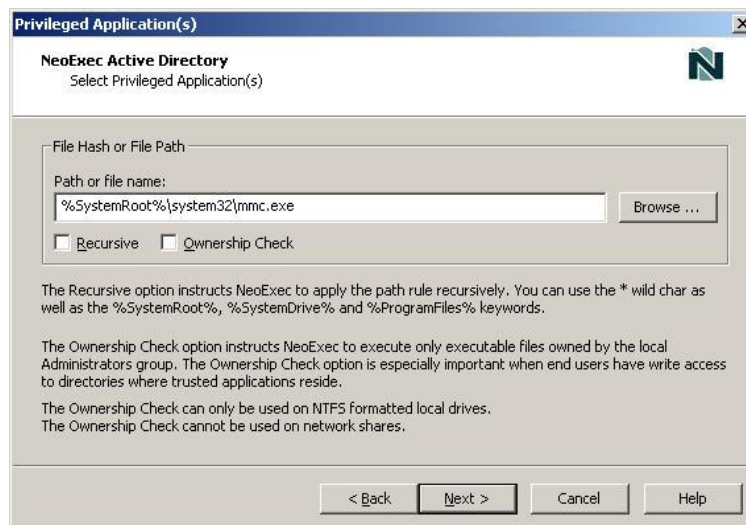 Privileged Application(s)
NeoExec Active Directory
Select Privileged Application(s)
N
File Hash or File Path
Path or file name:
%SystemRoot%\system32\mmc.exe
Browse ...
Recursive Ownership Check
The Recursive option instructs NeoExec to apply the path rule recursively. You can use the * wild char as
well as the %SystemRoot%, %SystemDrive% and %ProgramFiles% keywords.
The Ownership Check option instructs NeoExec to execute only executable files owned by the local
Administrators group. The Ownership Check option is especially important when end users have write access
to directories where trusted applications reside.
The Ownership Check can only be used on NTFS formatted local drives.
The Ownership Check cannot be used on network shares.
< Back Next > Cancel Help